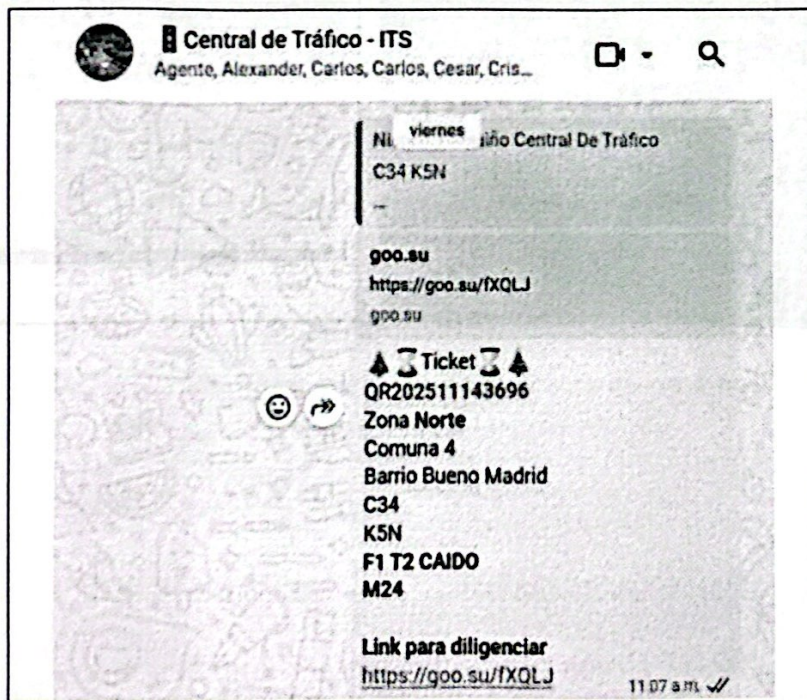 Central de Tráfico - ITS
Agente, Alexander, Carlos, Carlos, Cesar, Cris...
viernes
Central De Tráfico
C34 K5N
...
goo.su
https://goo.su/fXQLJ
goo.su
Ticket
QR202511143696
Zona Norte
Comuna 4
Barrio Bueno Madrid
C34
K5N
F1 T2 CAIDO
M24
Link para diligenciar
https://goo.su/fXQLJ
11:07 a.m.